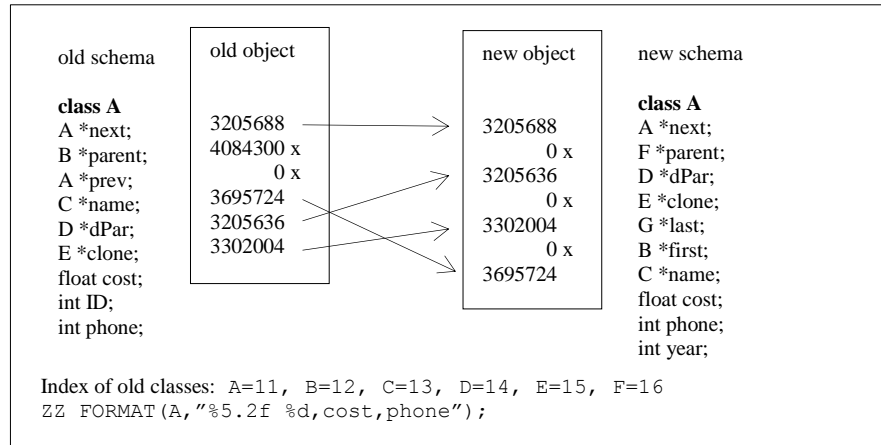 old schema
old object
new object
new schema
class A
A *next;
B *parent;
A *prev;
C *name;
D *dPar;
E *clone;
float cost;
int ID;
int phone;
3205688
4084300 x
0 x
3695724
3205636
3302004
3205688
0 x
3205636
0 x
3302004
0 x
3695724
class A
A *next;
F *parent;
D *dPar;
E *clone;
G *last;
B *first;
C *name;
float cost;
int phone;
int year;
Index of old classes: A=11, B=12, C=13, D=14, E=15, F=16
ZZ FORMAT(A,”%5.2f %d,cost,phone”);